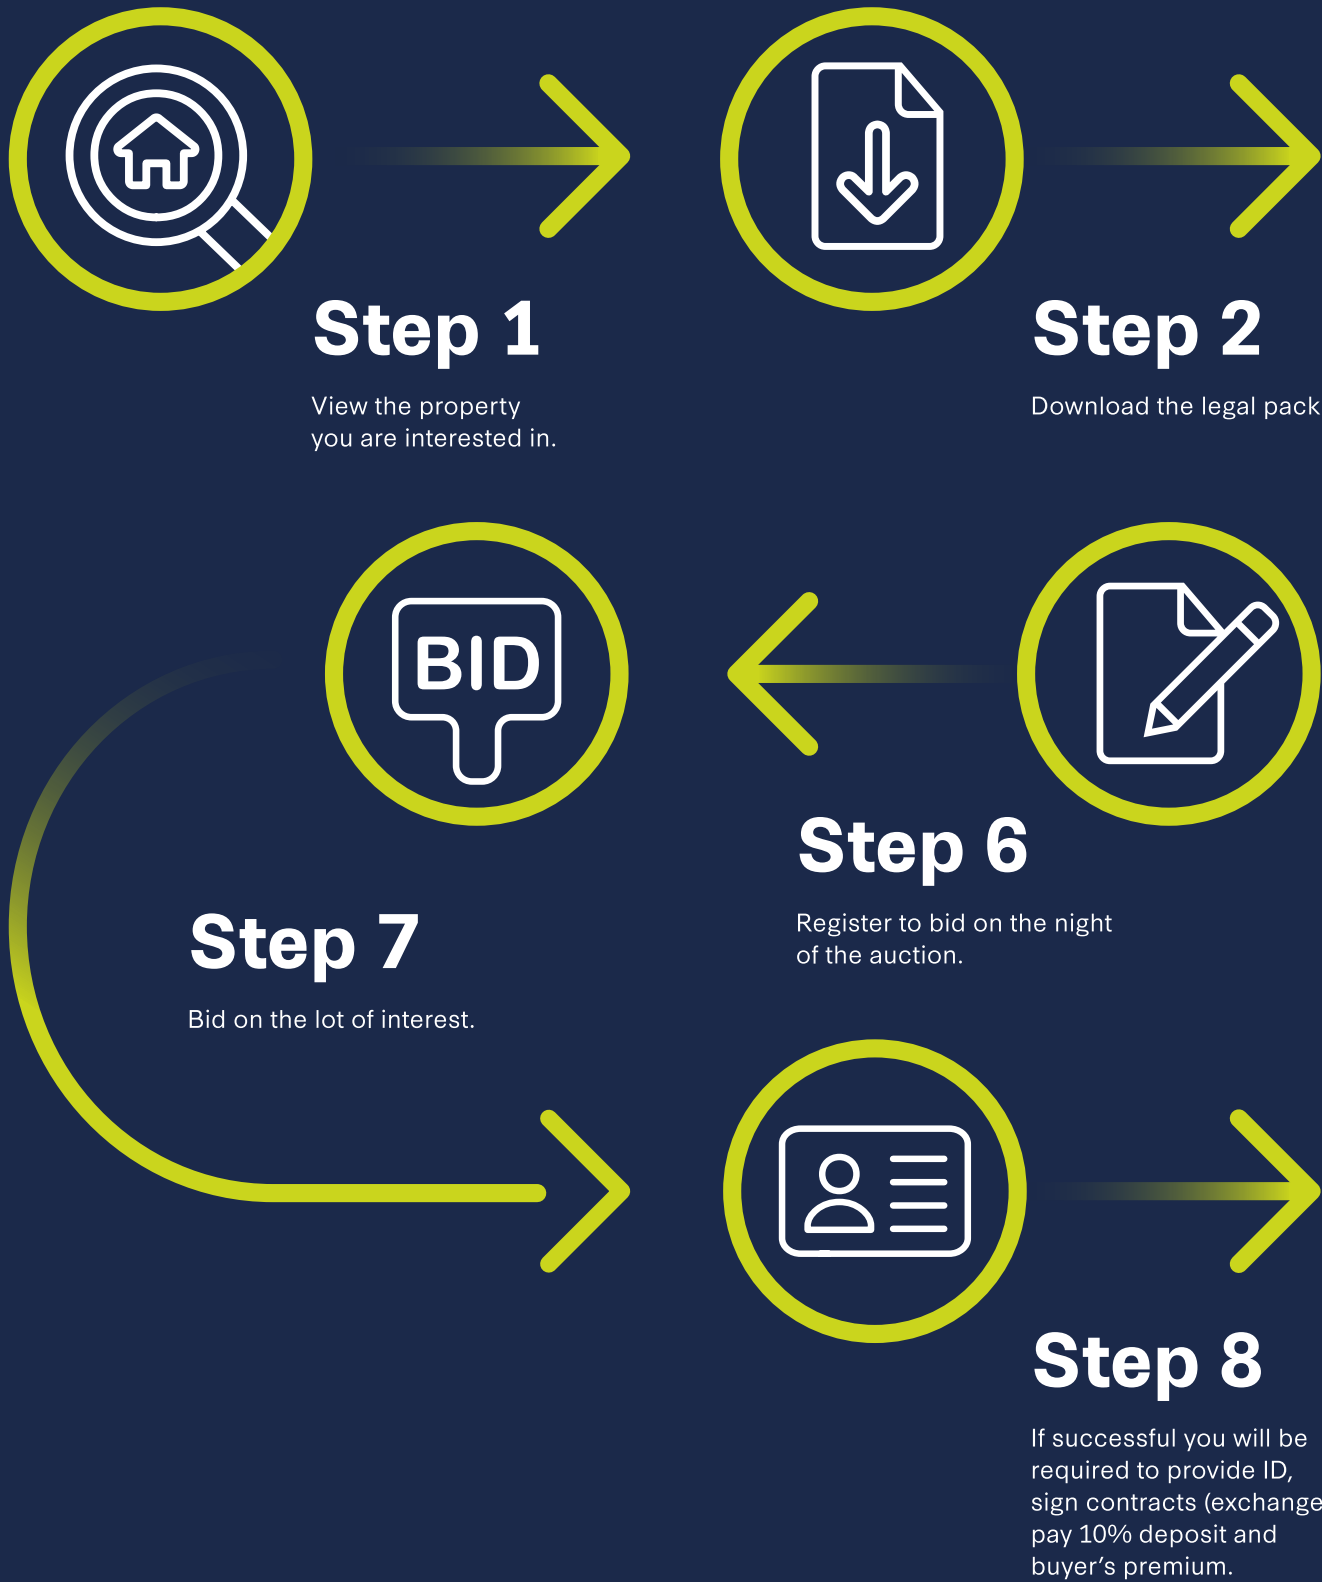 Step 1
View the property
you are interested in.
Step 2
Download the legal pack
BID
Step 7
Bid on the lot of interest.
Step 6
Register to bid on the night
of the auction.
Step 8
If successful you will be
required to provide ID,
sign contracts (exchange
pay 10% deposit and
buyer’s premium.